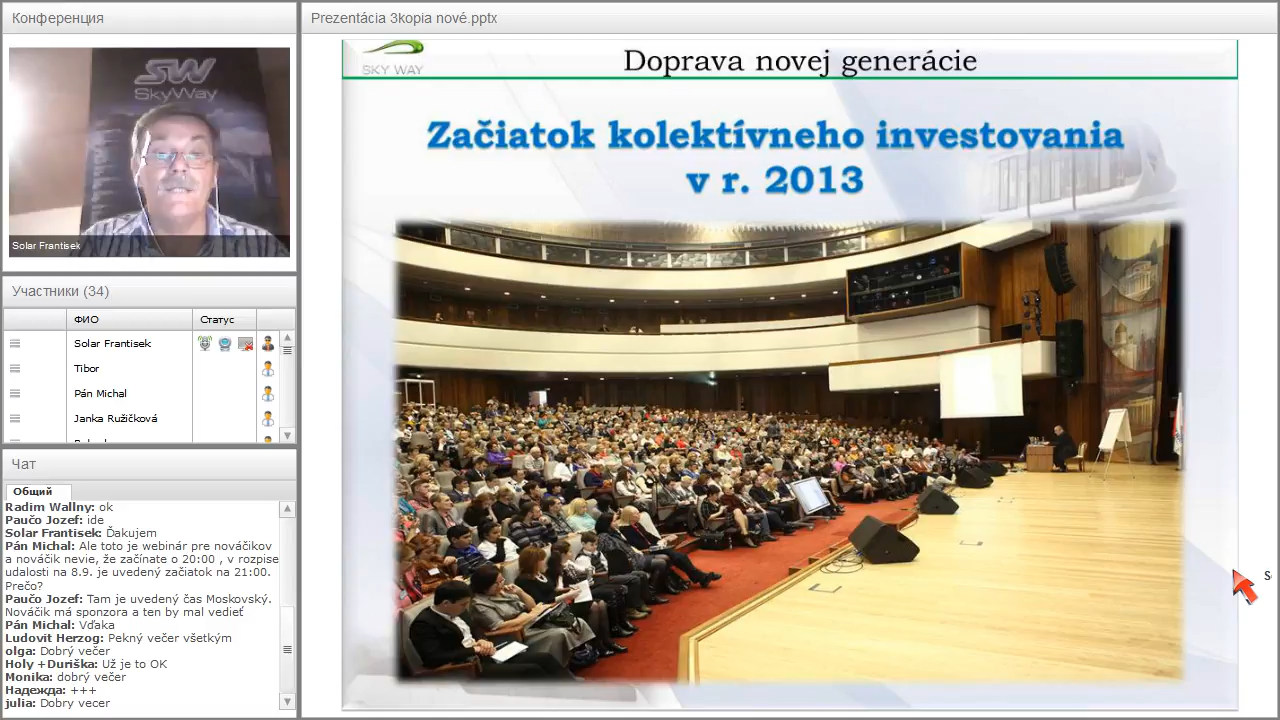 Конференция
SW
SkyWay
Solar Frantisek
Участники (34)
ФИО
Статус
Solar Frantisek
Tibor
Pán Michal
Janka Ružičková
Чат
Общий
Radim Wallny: ok
Paučo Jozef: ide
Solar Frantisek: Ďakujem
Pán Michal: Ale toto je webinár pre nováčikov
a nováčik nevie, že začínate o 20:00 , v rozpise
udalosti na 8.9. je uvedený začiatok na 21:00.
Prečo?
Paučo Jozef: Tam je uvedený čas Moskovský.
Nováčik má sponzora a ten by mal vedieť
Pán Michal: Vďaka
Ludovit Herzog: Pekný večer všetkým
olga: Dobrý večer
Holy +Duriška: Už je to OK
Monika: dobrý večer
Надежда: +++
julia: Dobry vecer
Prezentácia 3kopia nové.pptx
SKY WAY
Doprava novej generácie
Začiatok kolektívneho investovania
v r. 2013